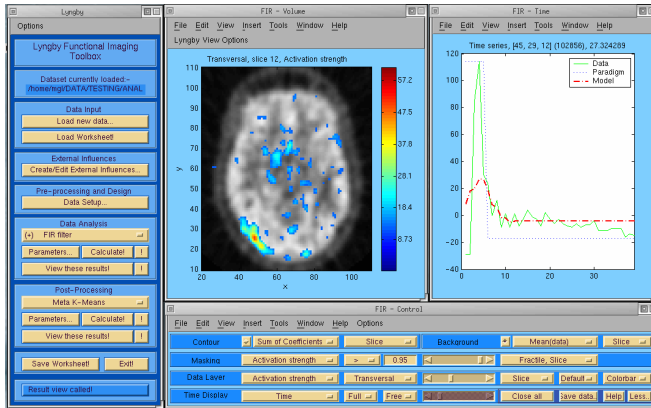 Lyngby
Options
Lyngby Functional Imaging
Toolbox
Dataset currently loaded:-
/home/mgl/DATA/TESTING/ANAL
Data Input
Load new data...
Load Worksheet!
External Influences
Create/Edit External Influences...
Pre-processing and Design
Data Setup...
Data Analysis
(+) FIR filter
Parameters... Calculate! !
View these results! !
Post-Processing
Meta K-Means
Parameters... Calculate! !
View these results! !
Save Worksheet! Exit!
Result view called!
FIR - Volume
File Edit View Insert Tools Window Help
Lyngby View Options
Transversal, slice 12, Activation strength
110
100
90
80
70
60
50
40
30
20
10
y
20 40 60 80 100
x
57.2
47.5
37.8
28.1
18.4
8.73
FIR - Time
File Edit View Insert Tools Window Help
Time series, [45, 29, 12] (102856), 27.324289
120
100
80
60
40
20
0
-20
-40
0 10 20 30
Data
Paradigm
Model
FIR - Control
File Edit View Insert Tools Window Help Options
Contour Sum of Coefficients Slice Background Mean(data) Slice
Masking Activation strength > 0.95 Fractile, Slice
Data Layer Activation strength Transversal Slice Default Colorbar
Time Display Time Full Free Close all Save data.. Help Less..